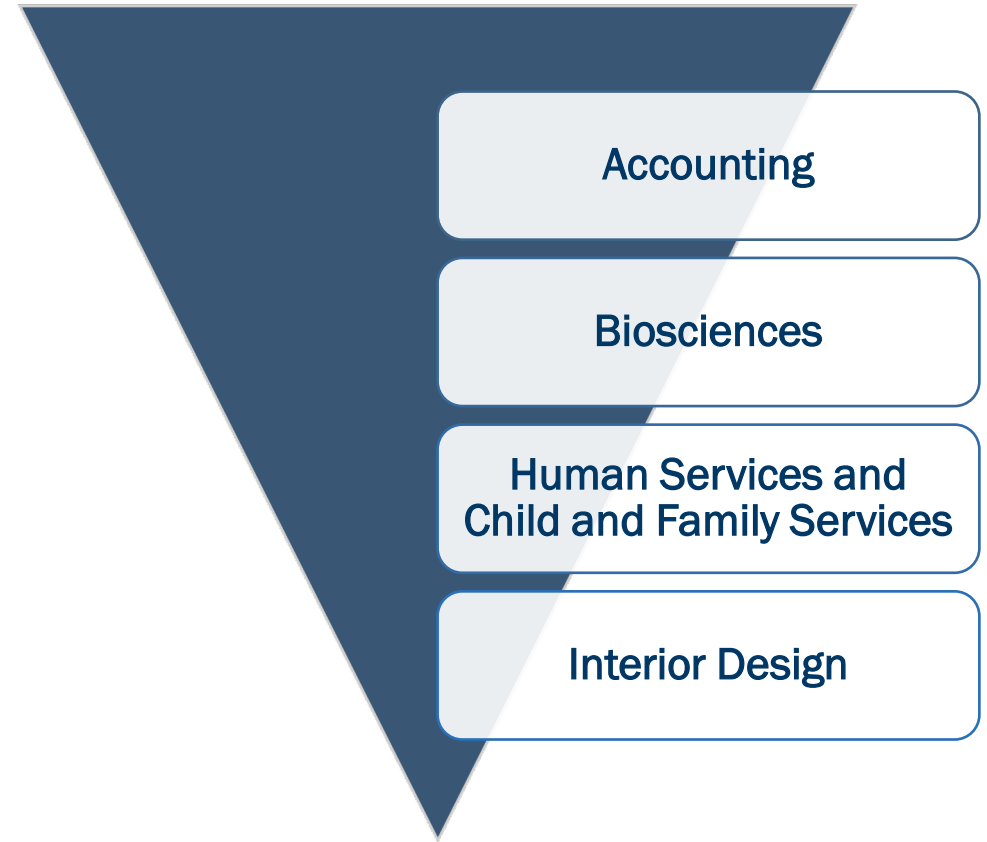 Accounting
Biosciences
Human Services and
Child and Family Services
Interior Design